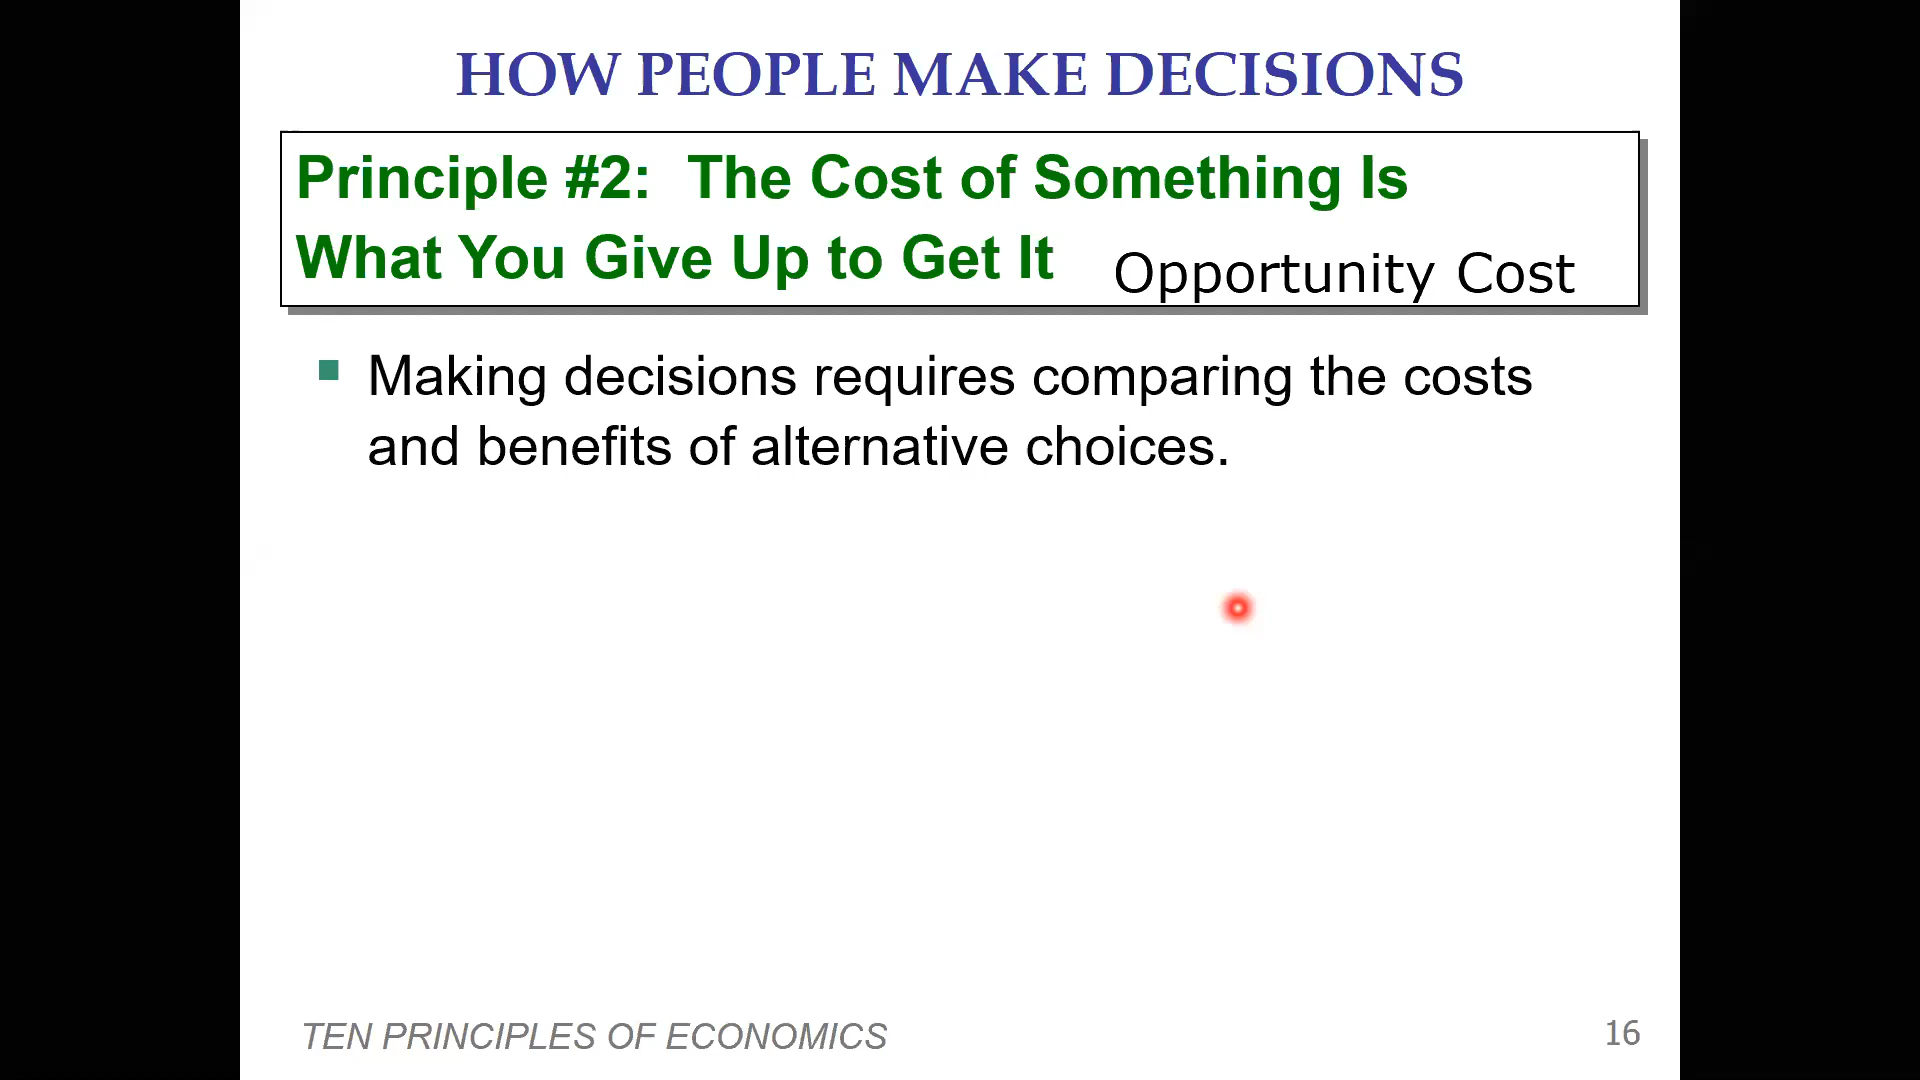 HOW PEOPLE MAKE DECISIONS
Principle #2:  The Cost of Something Is
What You Give Up to Get It
Opportunity Cost
Making decisions requires comparing the costs
and benefits of alternative choices.
TEN PRINCIPLES OF ECONOMICS
16